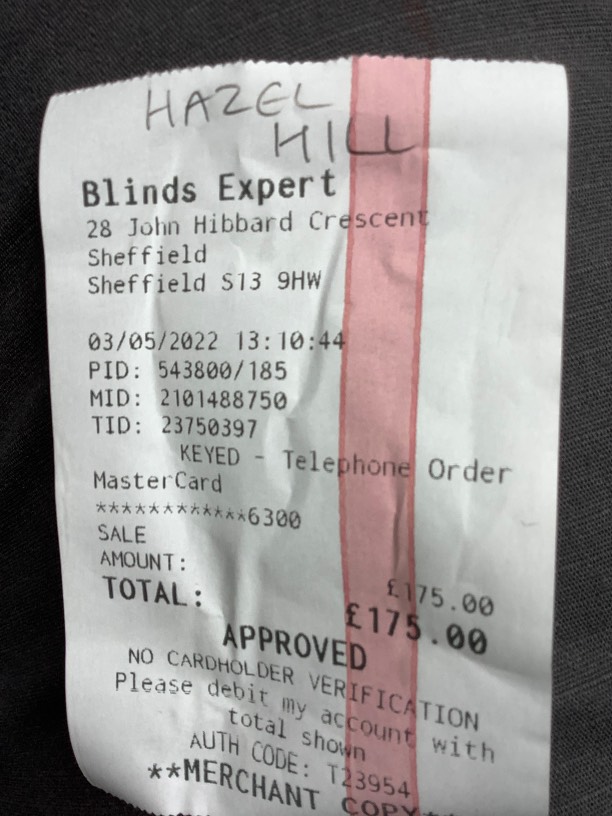 HAZEL
HILL
Blinds Expert
28 John Hibbard Crescent
Sheffield
Sheffield S13 9HW
03/05/2022 13:10:44
PID: 543800/185
MID: 2101488750
TID: 23750397
KEYED - Telephone Order
MasterCard
************6300
SALE
AMOUNT: £175.00
TOTAL: £175.00
APPROVED
NO CARDHOLDER VERIFICATION
Please debit my account with
total shown
AUTH CODE: T23954
**MERCHANT COPY**